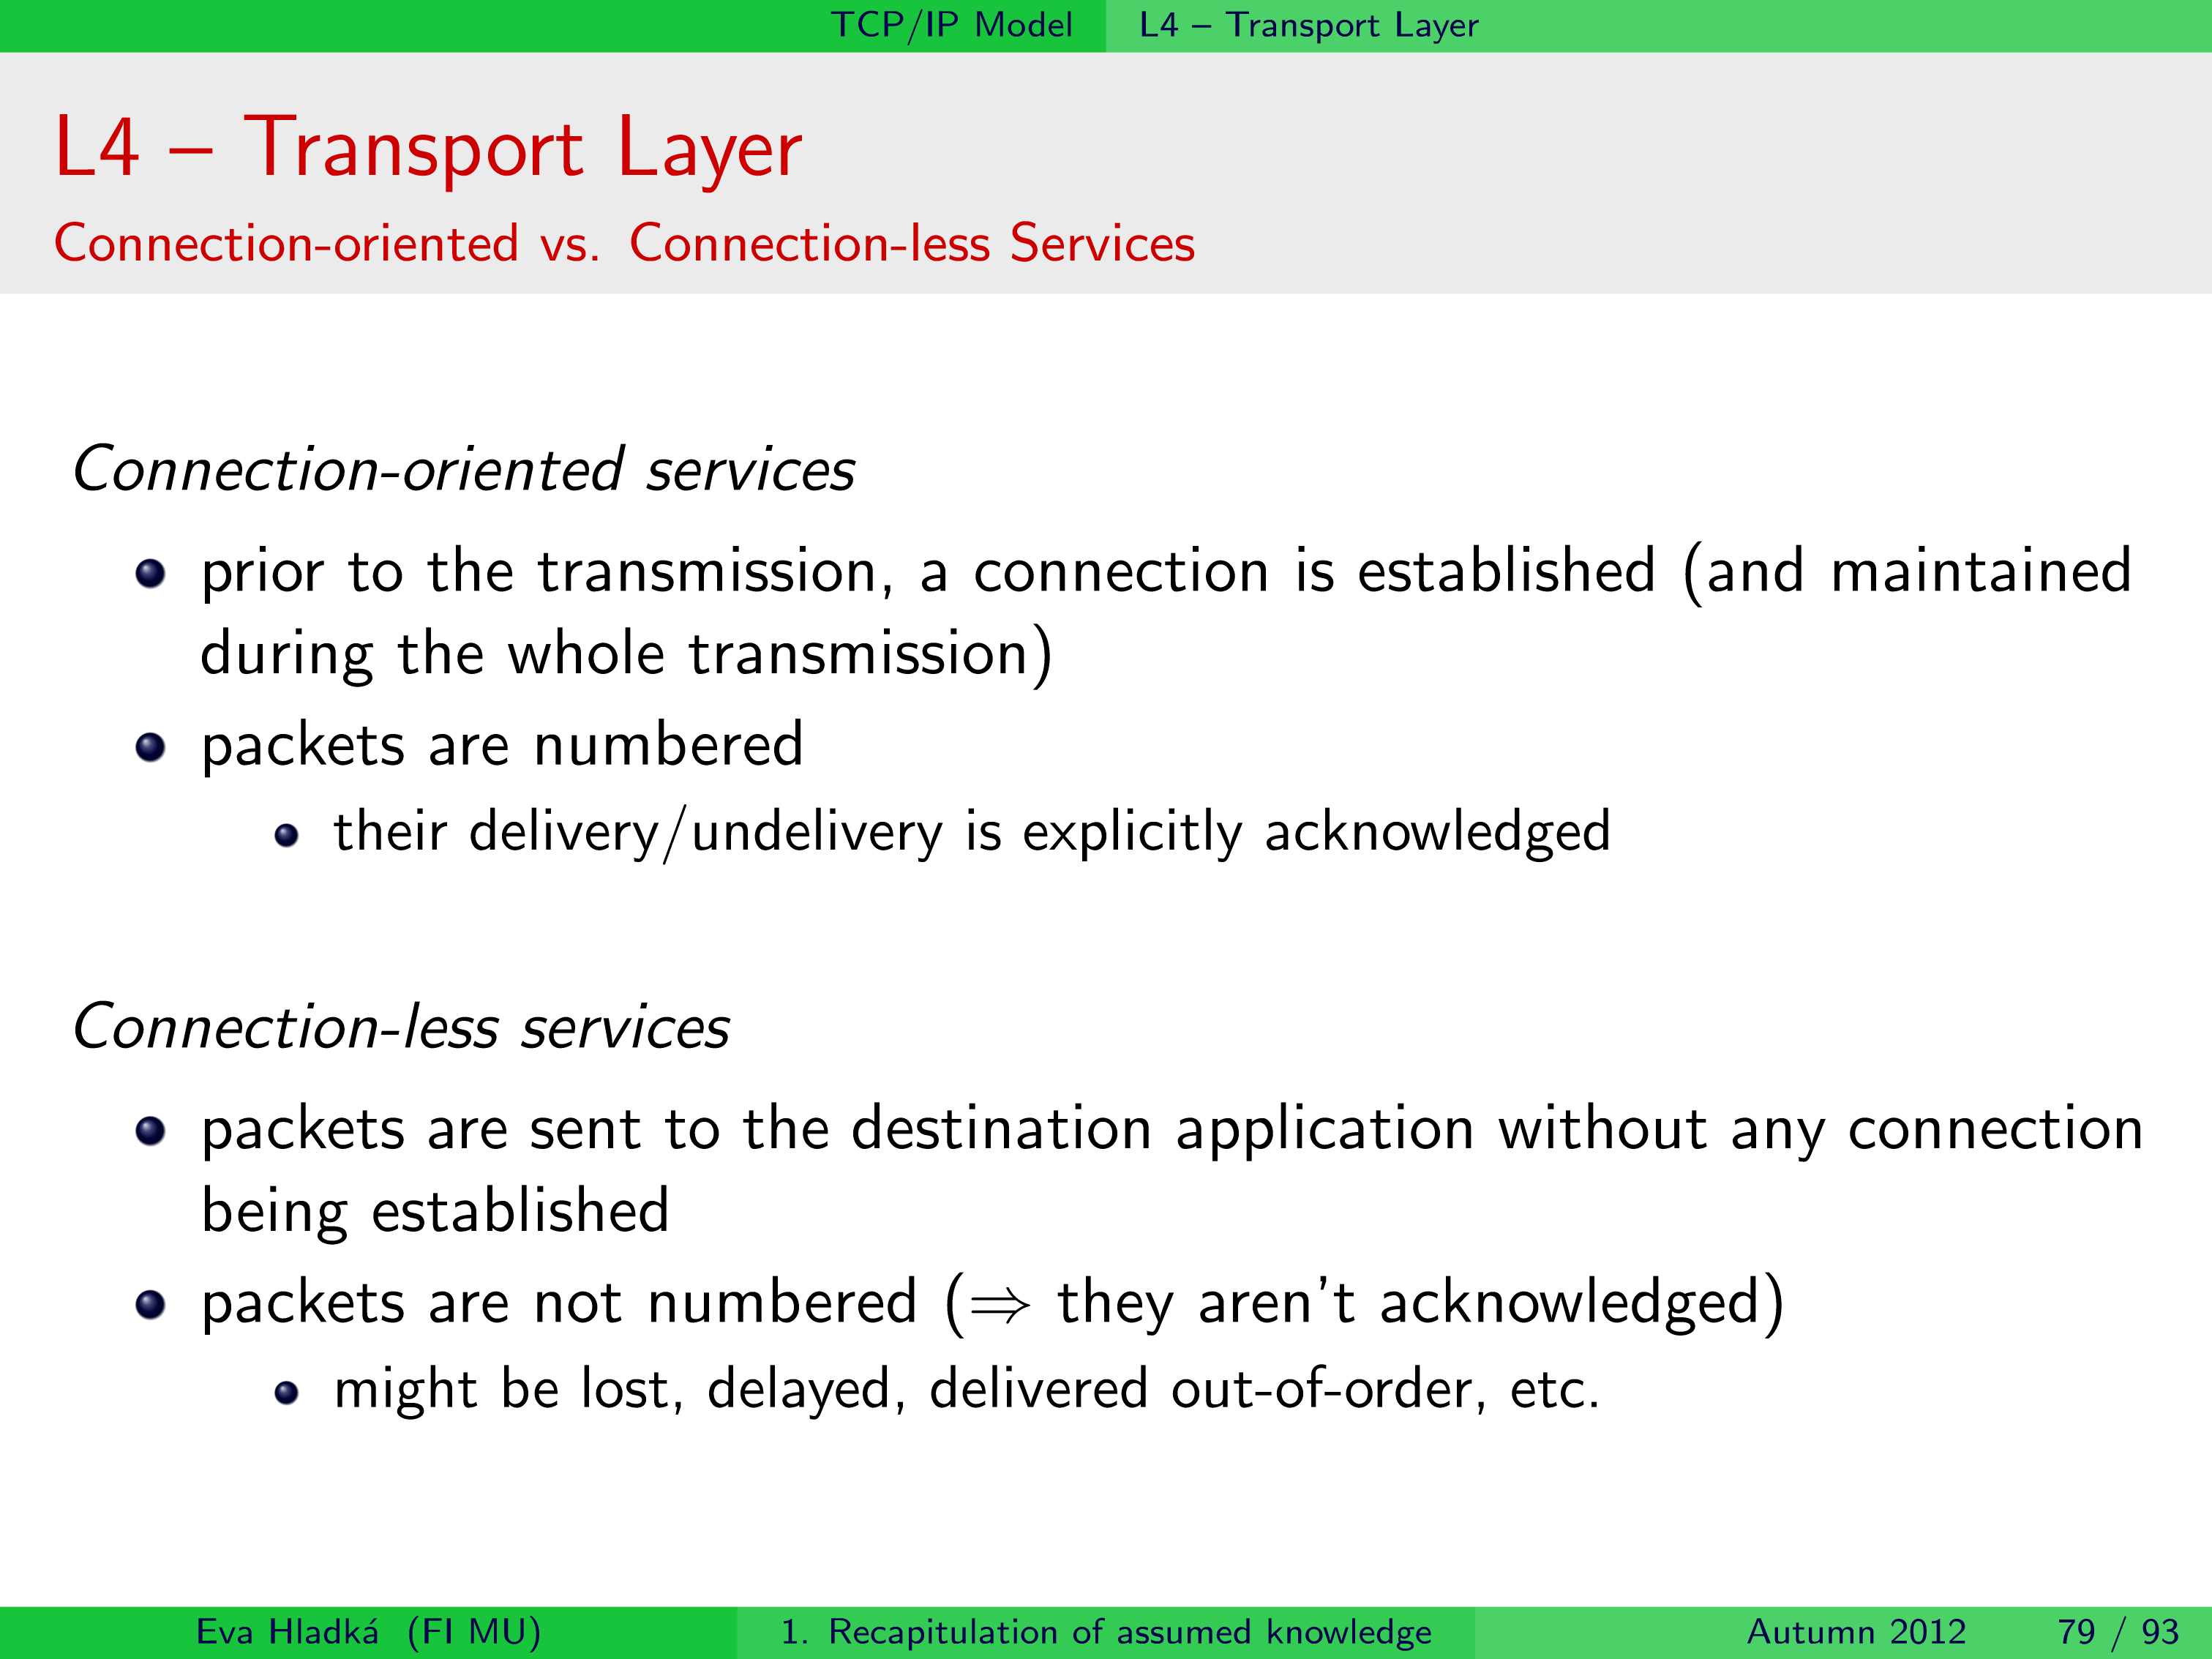 TCP/IP Model L4 – Transport Layer
L4 – Transport Layer
Connection-oriented vs. Connection-less Services
Connection-oriented services
prior to the transmission, a connection is established (and maintained
during the whole transmission)
packets are numbered
their delivery/undelivery is explicitly acknowledged
Connection-less services
packets are sent to the destination application without any connection
being established
packets are not numbered (⇒ they aren't acknowledged)
might be lost, delayed, delivered out-of-order, etc.
Eva Hladká (FI MU) 1. Recapitulation of assumed knowledge Autumn 2012 79 / 93